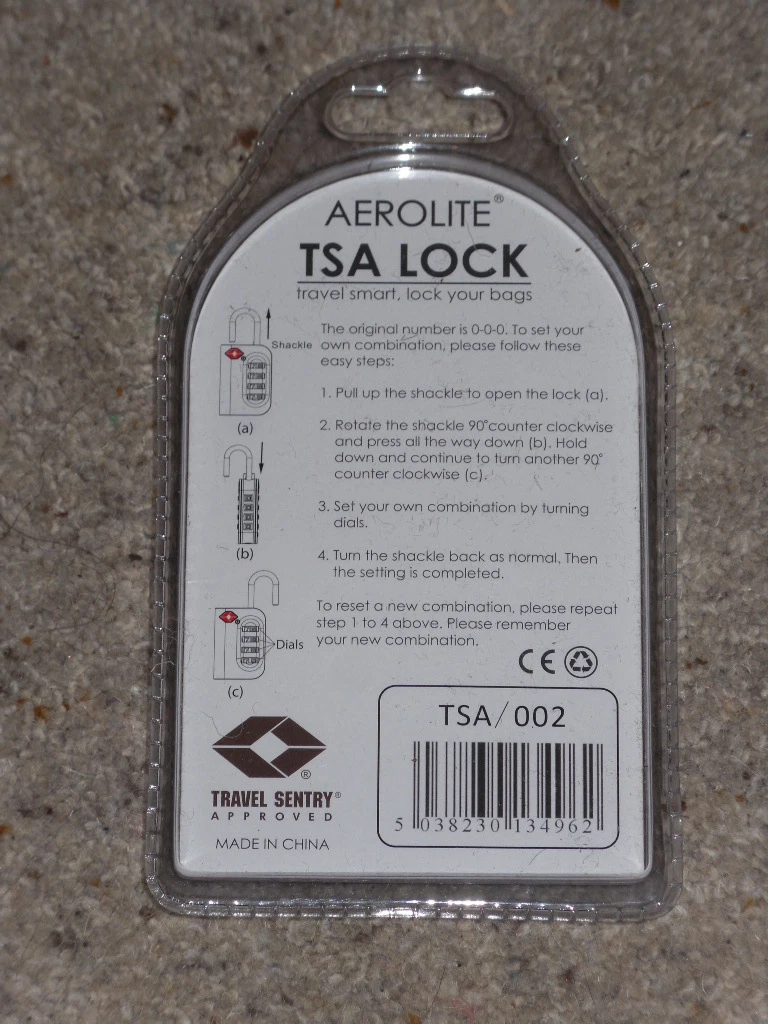 AEROLITE®
TSA LOCK
travel smart, lock your bags
The original number is 0-0-0. To set your
own combination, please follow these
easy steps:
Shackle
(a)
1. Pull up the shackle to open the lock (a).
2. Rotate the shackle 90°counter clockwise
and press all the way down (b). Hold
down and continue to turn another 90°
counter clockwise (c).
(b)
3. Set your own combination by turning
dials.
4. Turn the shackle back as normal. Then
the setting is completed.
To reset a new combination, please repeat
step 1 to 4 above. Please remember
your new combination.
Dials
(c)
CE
TSA/002
5 038230 134962
®
TRAVEL SENTRY®
APPROVED
MADE IN CHINA